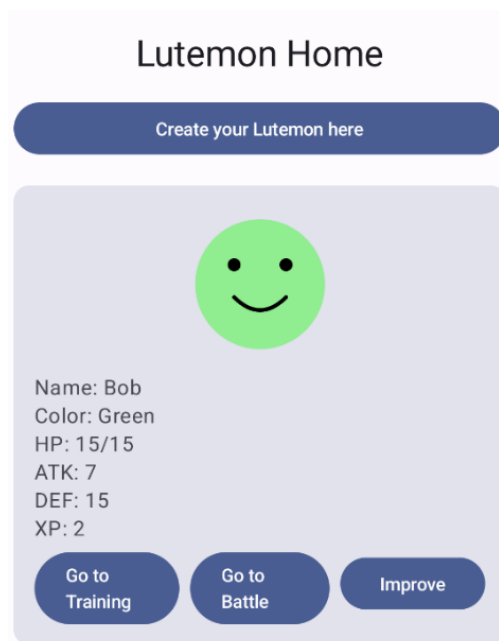 Lutemon Home
Create your Lutemon here
Name: Bob
Color: Green
HP: 15/15
ATK: 7
DEF: 15
XP: 2
Go to
Training
Go to
Battle
Improve